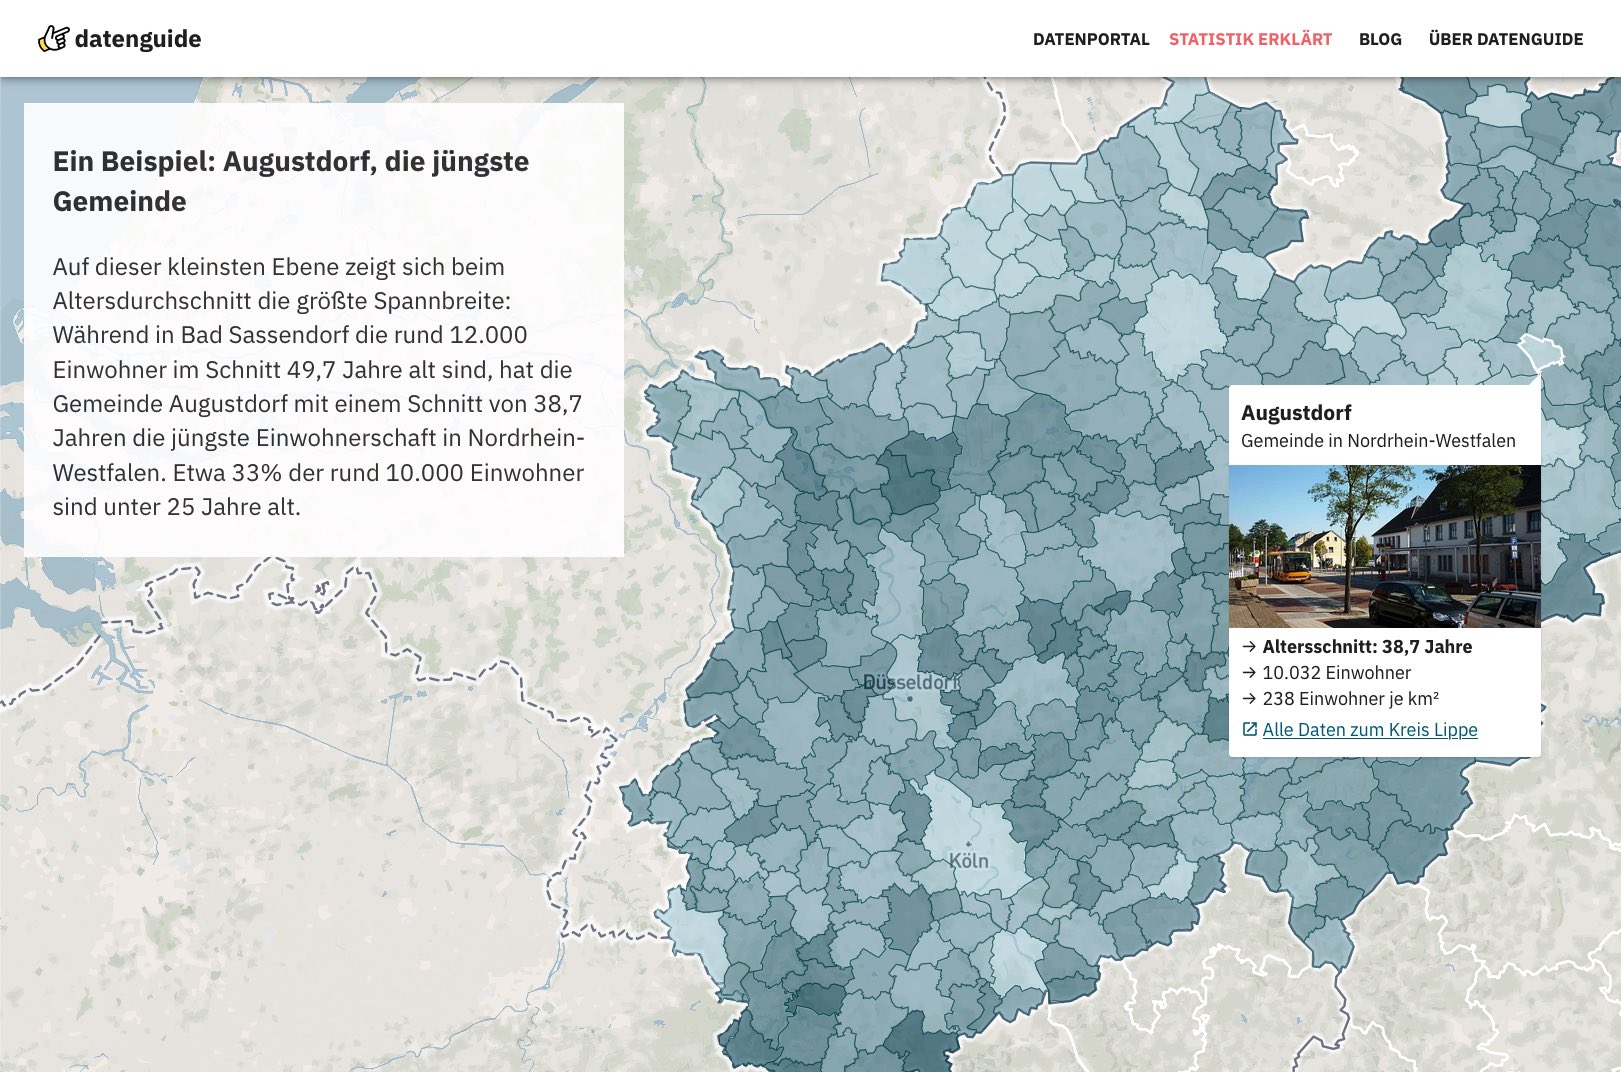 datenguide
DATENPORTAL STATISTIK ERKLÄRT BLOG ÜBER DATENGUIDE
Ein Beispiel: Augustdorf, die jüngste
Gemeinde
Auf dieser kleinsten Ebene zeigt sich beim
Altersdurchschnitt die größte Spannbreite:
Während in Bad Sassendorf die rund 12.000
Einwohner im Schnitt 49,7 Jahre alt sind, hat die
Gemeinde Augustdorf mit einem Schnitt von 38,7
Jahren die jüngste Einwohnerschaft in Nordrhein-
Westfalen. Etwa 33% der rund 10.000 Einwohner
sind unter 25 Jahre alt.
Augustdorf
Gemeinde in Nordrhein-Westfalen
→ Altersschnitt: 38,7 Jahre
→ 10.032 Einwohner
→ 238 Einwohner je km²
Alle Daten zum Kreis Lippe
Düsseldorf
Köln